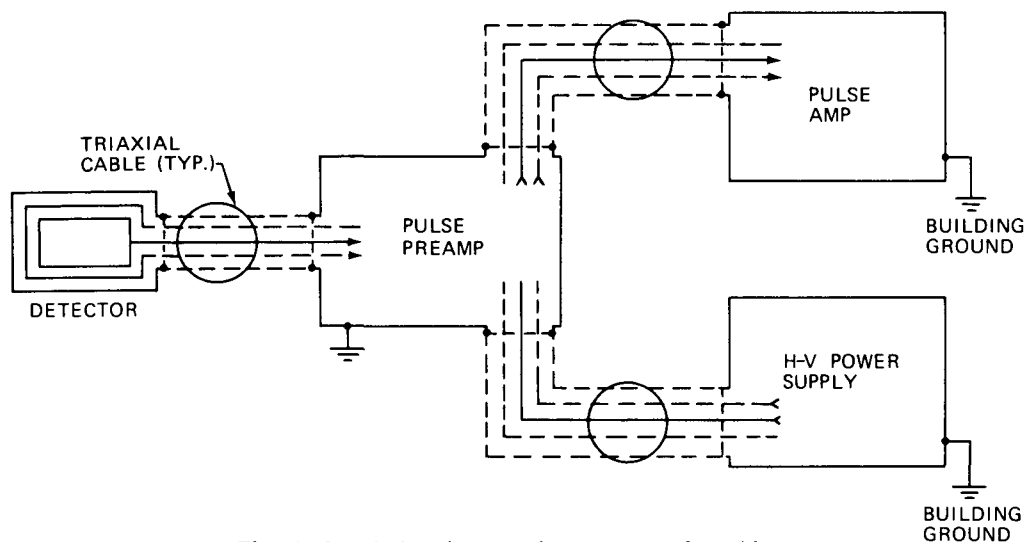 TRIAXIAL
CABLE (TYP.)
DETECTOR
PULSE
PREAMP
PULSE
AMP
BUILDING
GROUND
H-V POWER
SUPPLY
BUILDING
GROUND